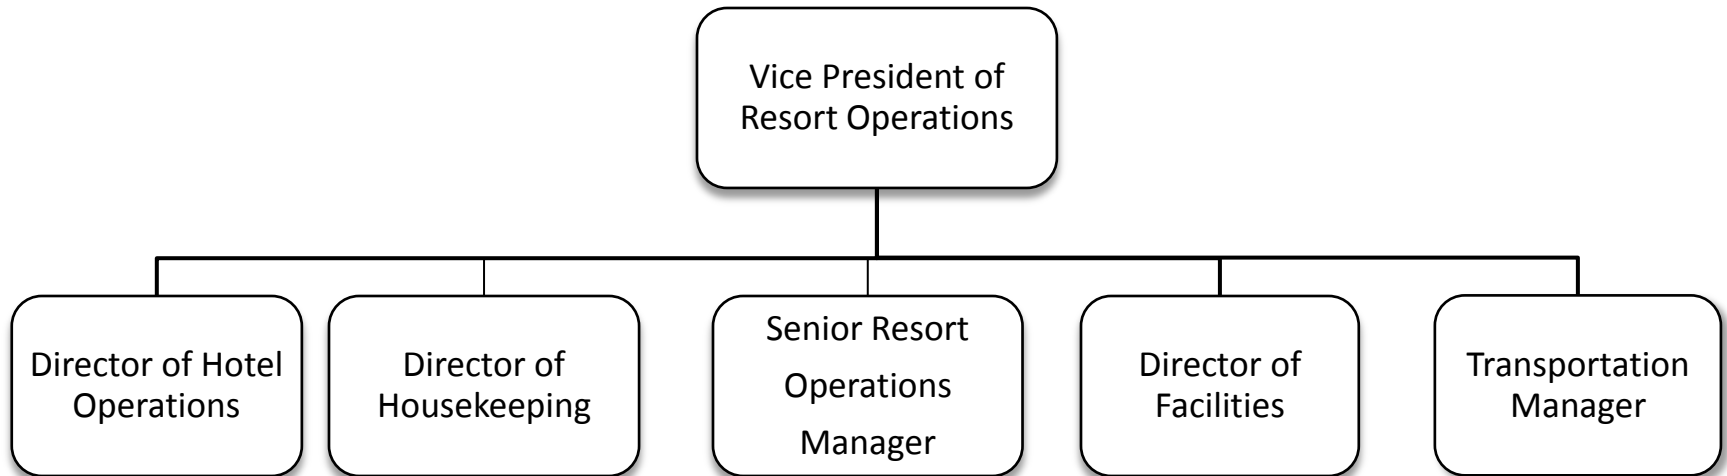 Vice President of
Resort Operations
Director of Hotel
Operations
Director of
Housekeeping
Senior Resort
Operations
Manager
Director of
Facilities
Transportation
Manager